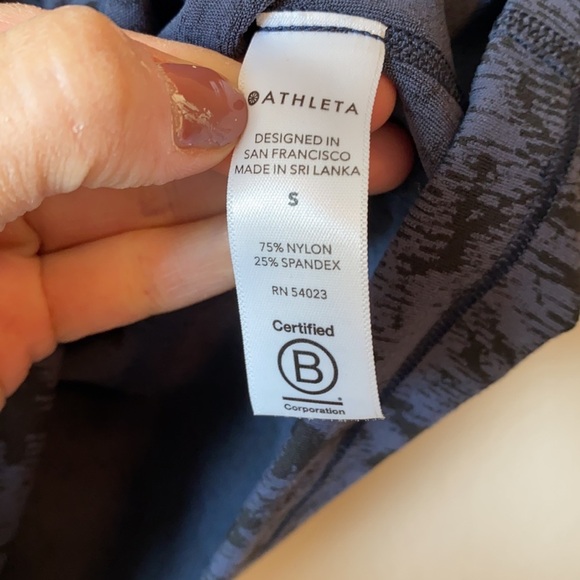 ATHLETA
DESIGNED IN
SAN FRANCISCO
MADE IN SRI LANKA
S
75% NYLON
25% SPANDEX
RN 54023
Certified
B
Corporation